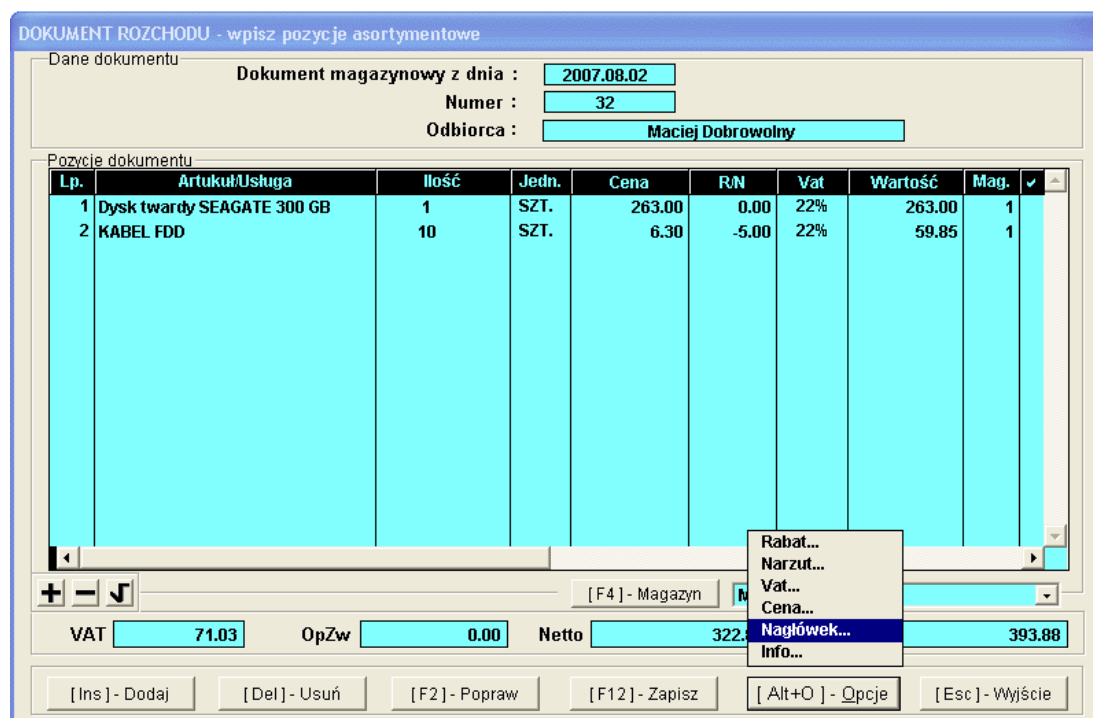 DOKUMENT ROZCHODU - wpisz pozycje asortymentowe
Dane dokumentu
Dokument magazynowy z dnia : 2007.08.02
Numer : 32
Odbiorca : Maciej Dobrowolny
Pozycje dokumentu
Lp. Artukuł/Usługa Ilość Jedn. Cena R/N Vat Wartość Mag.
1 Dysk twardy SEAGATE 300 GB 1 SZT. 263.00 0.00 22% 263.00 1
2 KABEL FDD 10 SZT. 6.30 -5.00 22% 59.85 1
Rabat...
Narzut...
Vat...
Cena...
Nagłówek...
Info...
[ F4 ] - Magazyn
VAT 71.03 OpZw 0.00 Netto 393.88
[ Ins ] - Dodaj [ Del ] - Usuń [ F2 ] - Popraw [ F12 ] - Zapisz [ Alt+O ] - Opcje [ Esc ] - Wyjście